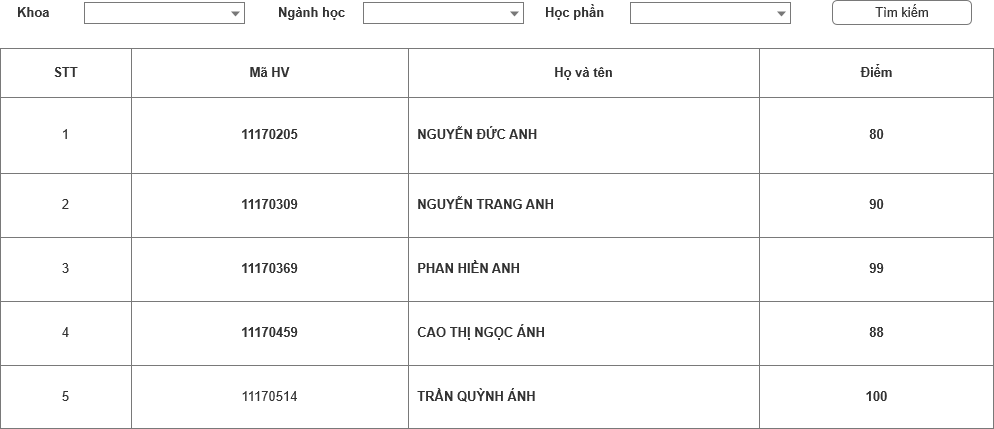 Khoa Ngành học Học phần Tìm kiếm
STT Mã HV Họ và tên Điểm
1 11170205 NGUYỄN ĐỨC ANH 80
2 11170309 NGUYỄN TRANG ANH 90
3 11170369 PHAN HIỀN ANH 99
4 11170459 CAO THỊ NGỌC ÁNH 88
5 11170514 TRẦN QUỲNH ÁNH 100